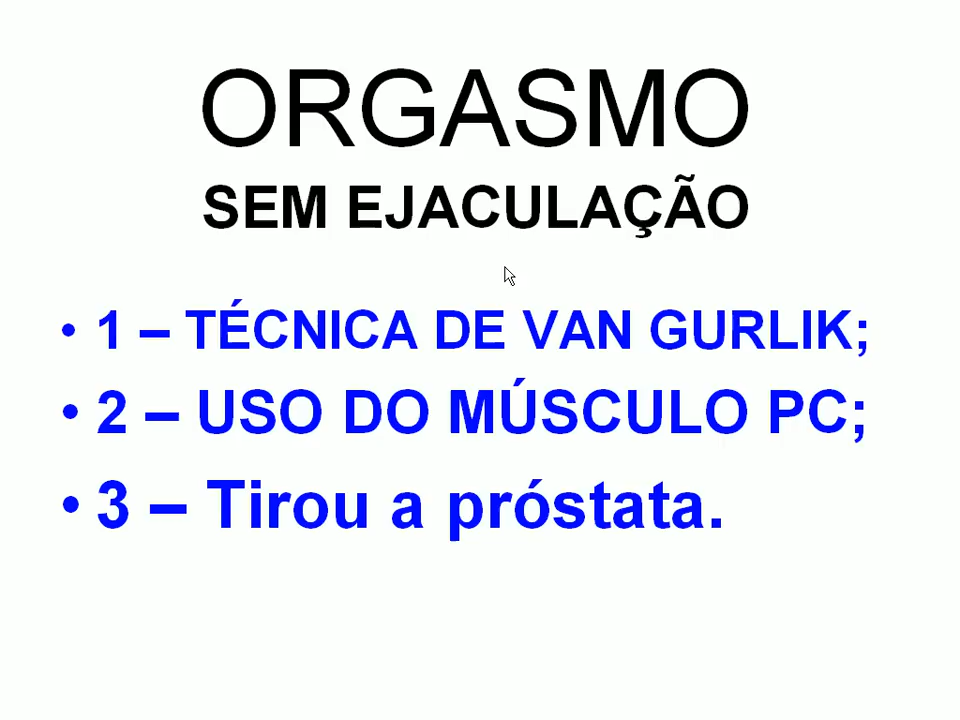 ORGASMO
SEM EJACULAÇÃO
• 1 – TÉCNICA DE VAN GURLIK;
• 2 – USO DO MÚSCULO PC;
• 3 – Tirou a próstata.